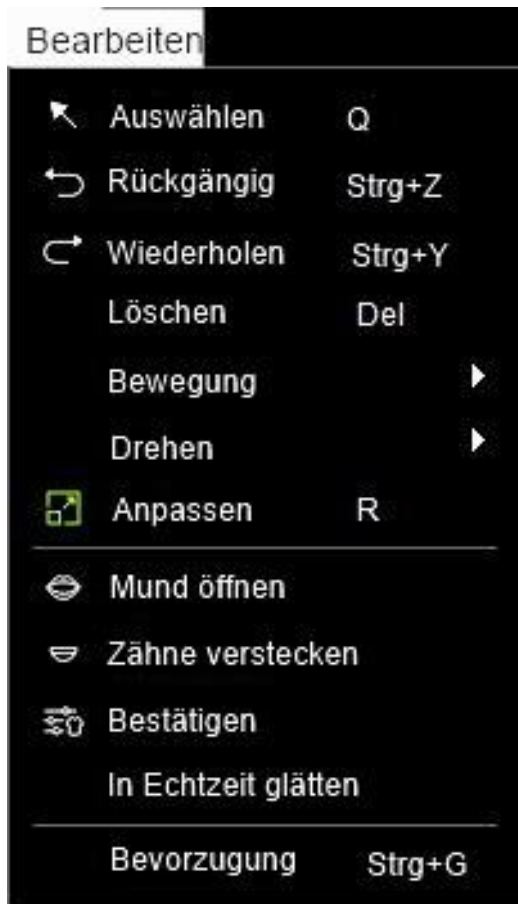 Bearbeiten
Auswählen Q
Rückgängig Strg+Z
Wiederholen Strg+Y
Löschen Del
Bewegung
Drehen
Anpassen R
Mund öffnen
Zähne verstecken
Bestätigen
In Echtzeit glätten
Bevorzugung Strg+G